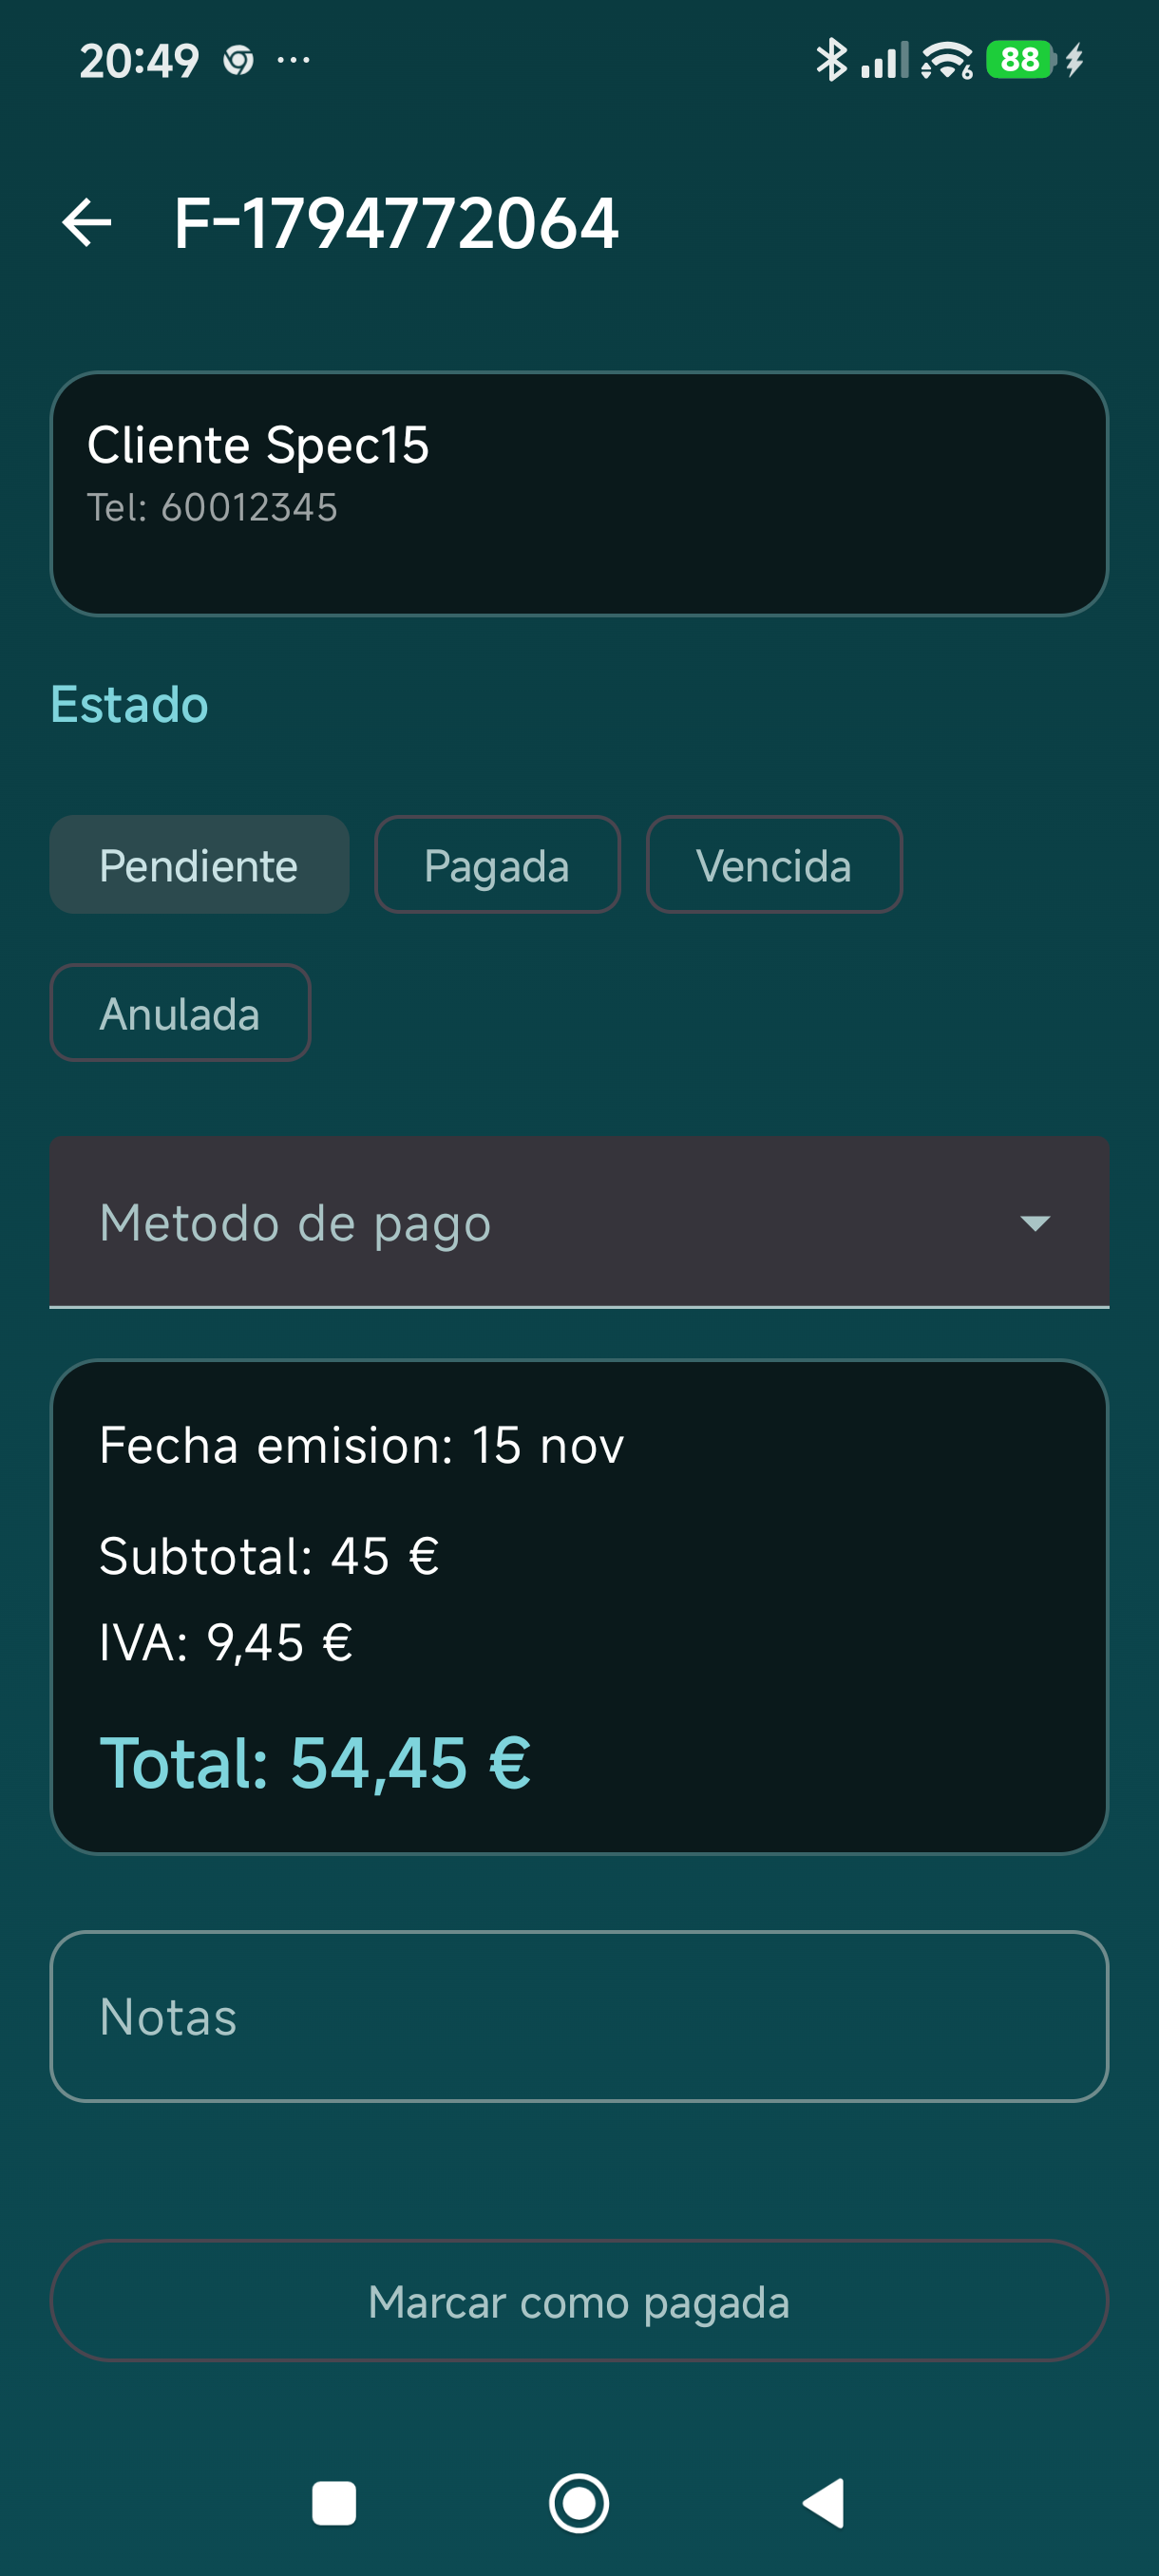 20:49
88
F-1794772064
Cliente Spec15
Tel: 60012345
Estado
Pendiente
Pagada
Vencida
Anulada
Metodo de pago
Fecha emision: 15 nov
Subtotal: 45 €
IVA: 9,45 €
Total: 54,45 €
Notas
Marcar como pagada